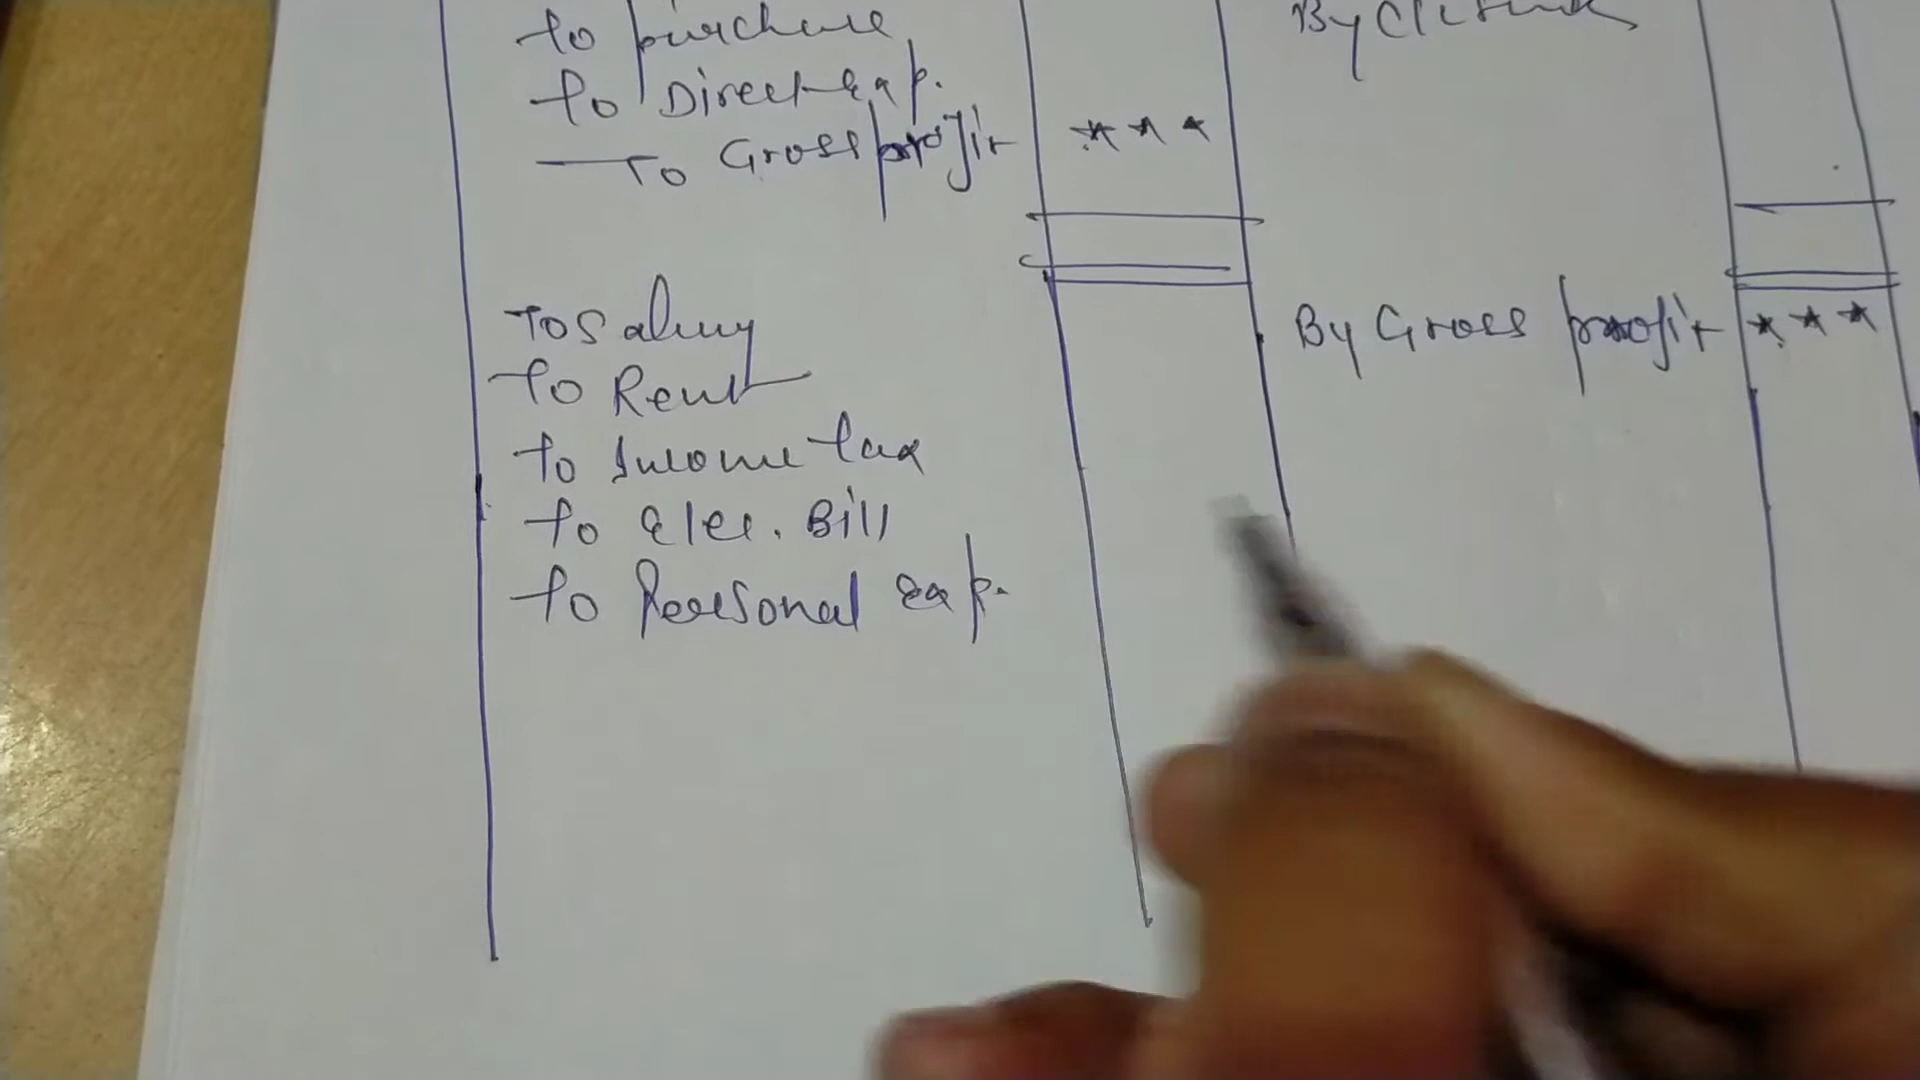 To purchase
To Direct exp.
To Gross profit ***
To Salary
To Rent
To Income tax
To Elec. Bill
To Personal exp.
By
By Gross profit ***